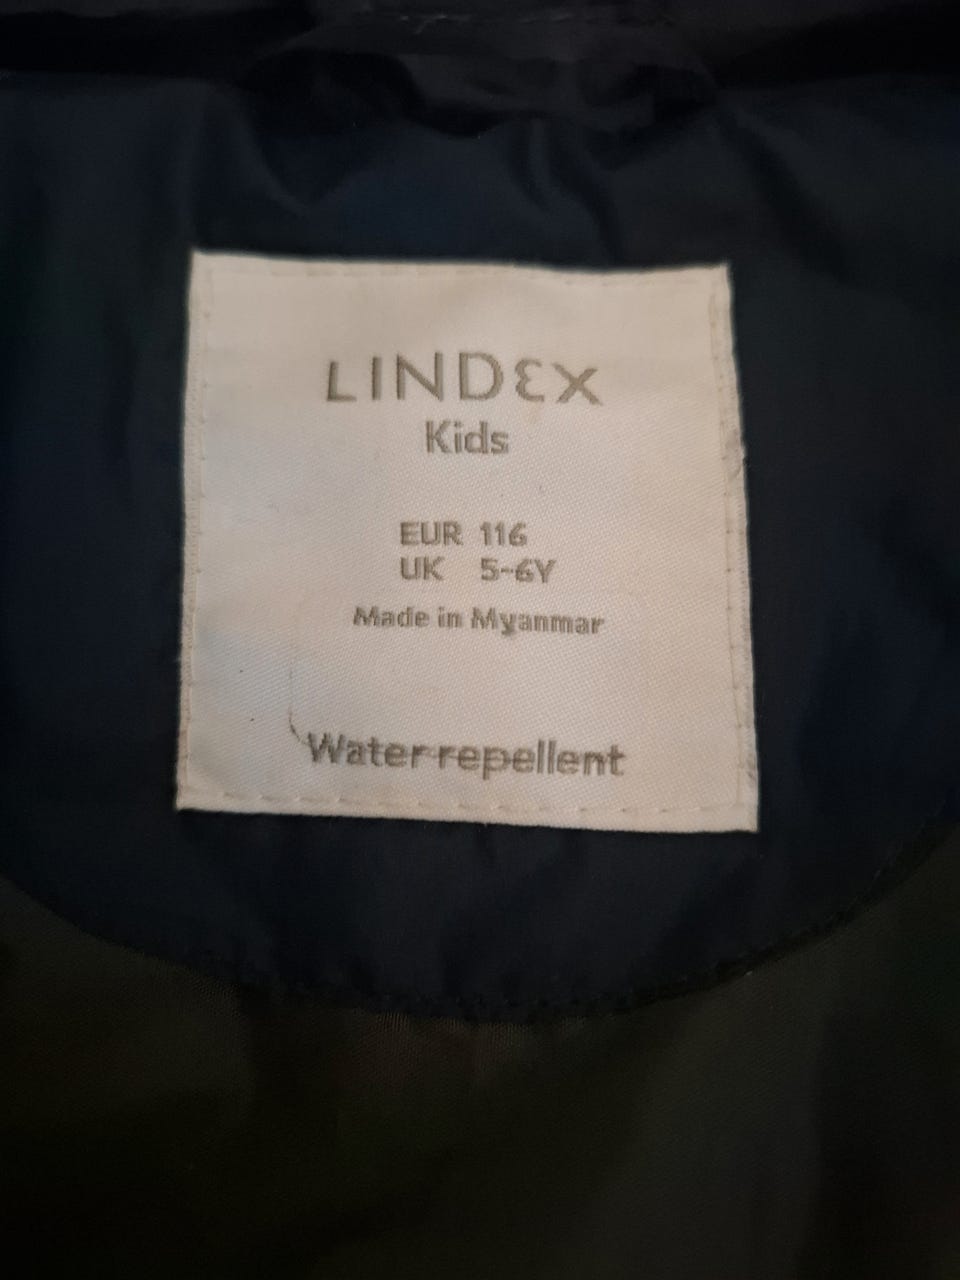 LINDEX
Kids
EUR 116
UK 5-6Y
Made in Myanmar
Water repellent